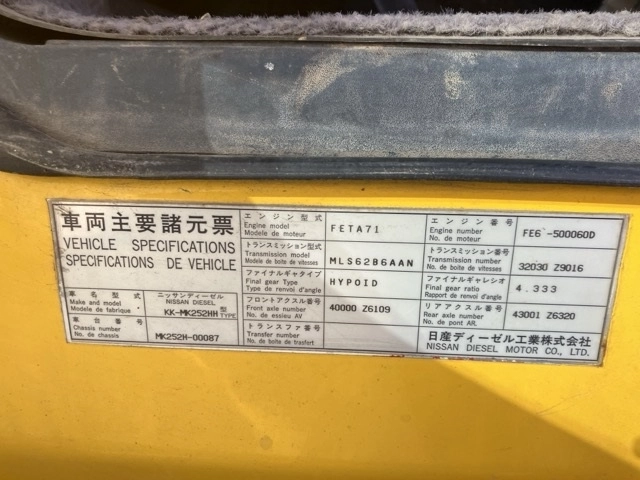 車両主要諸元票
VEHICLE SPECIFICATIONS
SPECIFICATIONS DE VEHICLE
車名 ニッサンディーゼル
Make and model NISSAN DIESEL
Modele de fabrique KK-MK252HH 型 TYPE
車台番号
Chassis number MK252H-00087
No. de chassis
エンジン型式
Engine model FETA71
Modele de moteur
トランスミッション型式
Transmission model MLS62B6AAN
Modele de boite de vitesses
ファイナルギヤタイプ
Final gear Type HYPOID
Type de renvoi d'angle
フロントアクスル番号
Front axle number 40000 Z6109
No. de essieu AV
トランスファ番号
Transfer number
No. de boite de trasfert
エンジン番号
Engine number FE6 -500060D
No. de moteur
トランスミッション番号
Transmission number 32030 Z9016
No. de boite de vitesses
ファイナルギヤレシオ
Final gear ratio 4.333
Rapport de renvoi d'angle
リアアクスル番号
Rear axle number 43001 Z6320
No. de pont AR.
日産ディーゼル工業株式会社
NISSAN DIESEL MOTOR CO., LTD.